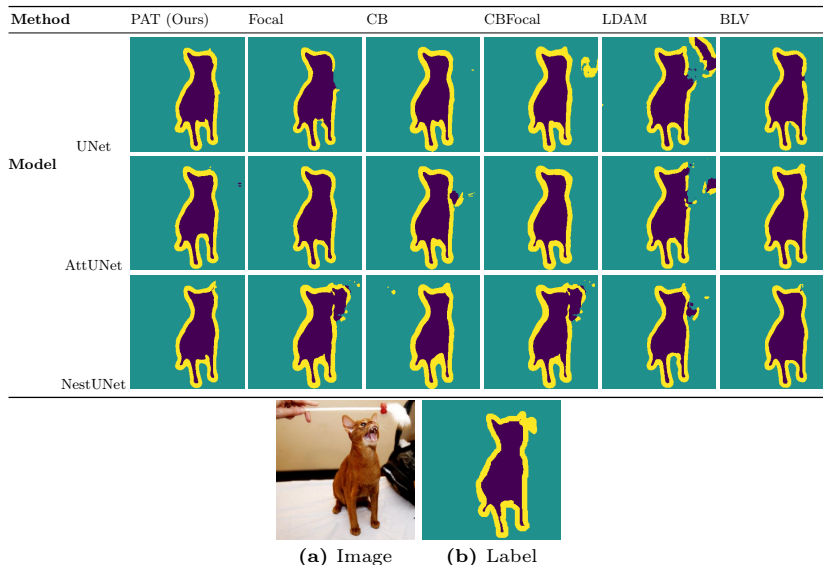 Method PAT (Ours) Focal CB CBFocal LDAM BLV
UNet
Model
AttUNet
NestUNet
(a) Image (b) Label